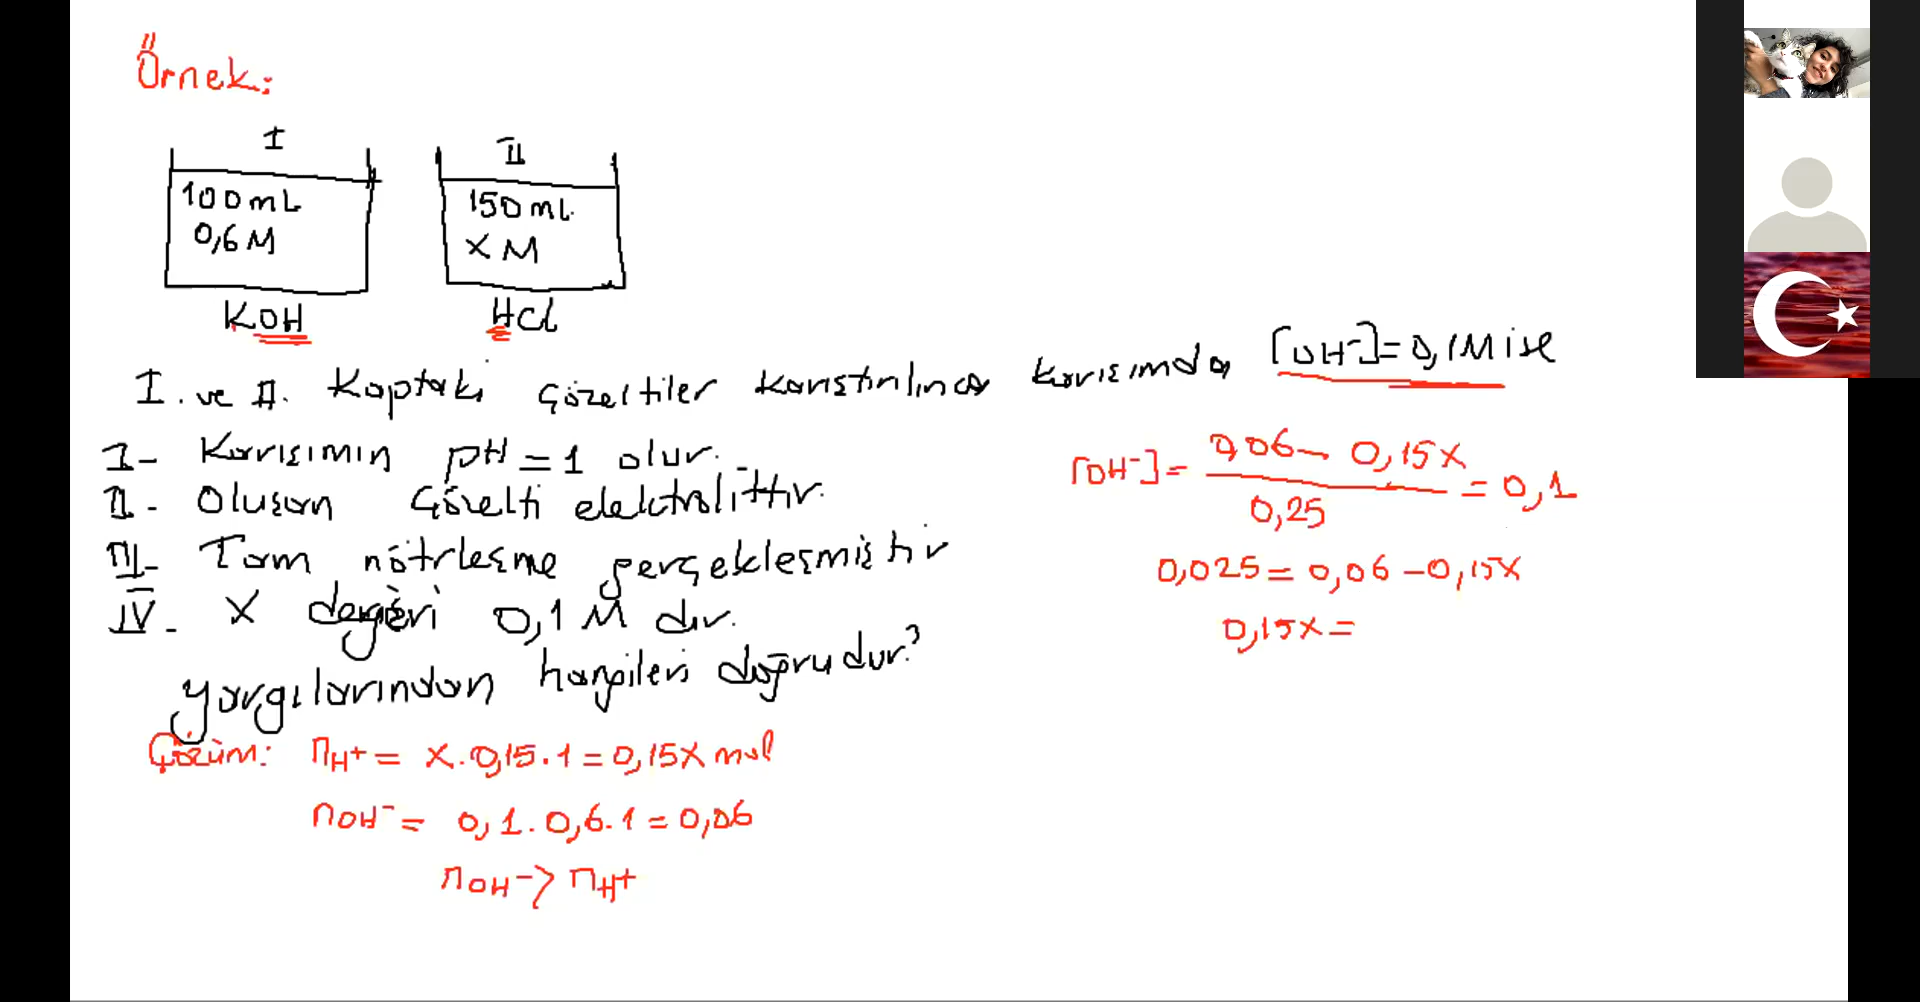 Örnek:
I
II
100 mL
0,6 M
150 mL
X M
KOH
HCl
I. ve II. Kaptaki çözeltiler karıştırılınca karışımda [OH⁻]=0,1M ise
I- Karışımın pH=1 olur.
II- Oluşan çözelti elektrolittir.
III- Tam nötrleşme gerçekleşmiştir
IV- X değeri 0,1 M dır.
yargılarından hangileri doğrudur?
Çözüm: nH⁺ = X.0,15.1 = 0,15X mol
nOH⁻ = 0,1.0,6.1 = 0,06
nOH⁻ > nH⁺
[OH⁻] = 0,06 - 0,15X / 0,25 = 0,1
0,025 = 0,06 - 0,15X
0,15X =